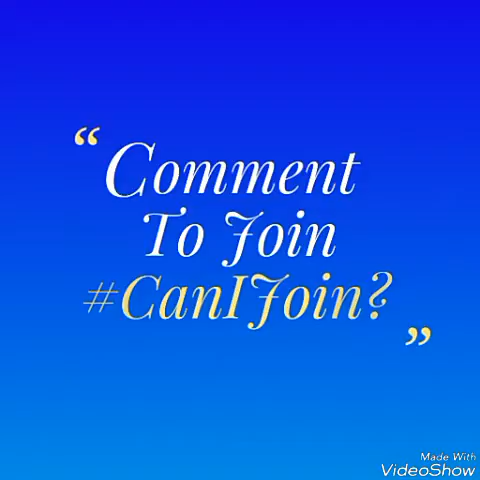 “ Comment
To Join
#CanIJoin? ”
Made With
VideoShow